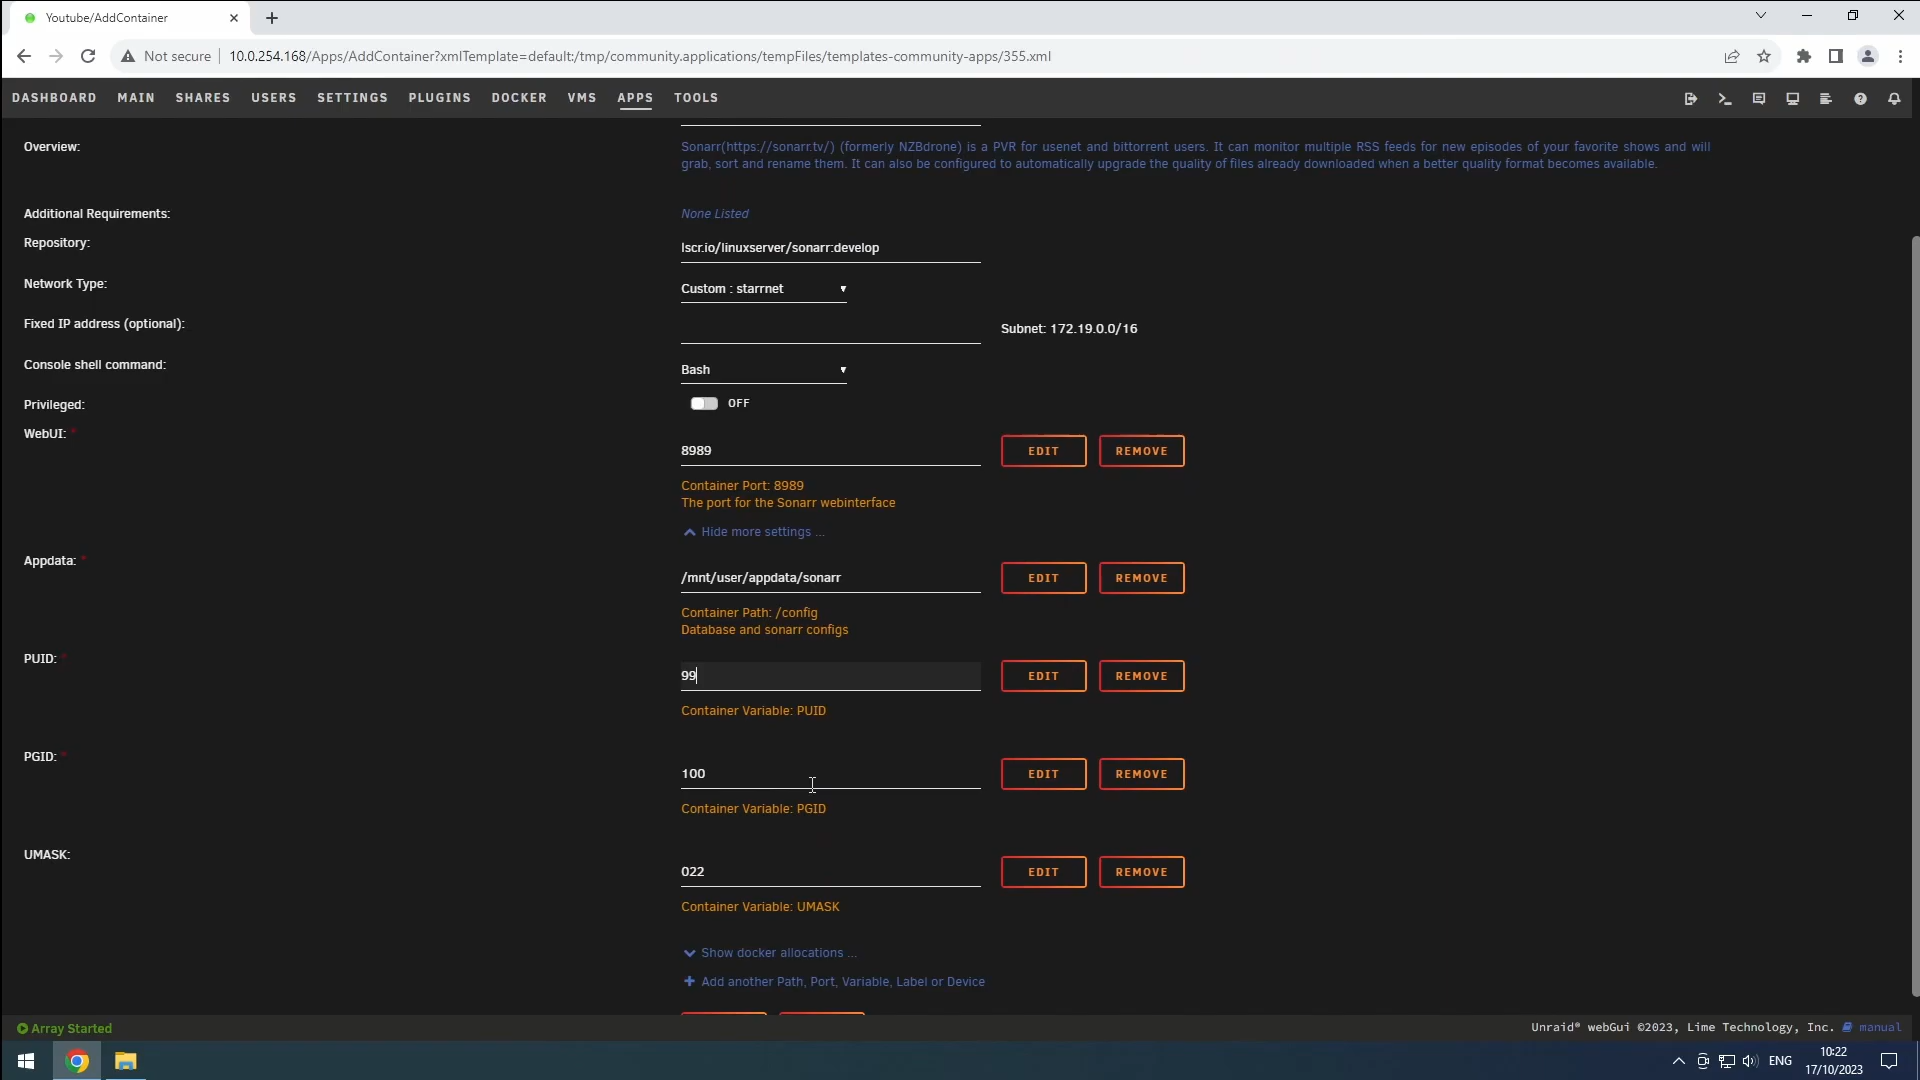 Youtube/AddContainer
Not secure
10.0.254.168/Apps/AddContainer?xmlTemplate=default:/tmp/community.applications/tempFiles/templates-community-apps/355.xml
DASHBOARD MAIN SHARES USERS SETTINGS PLUGINS DOCKER VMS APPS TOOLS
Overview:
Sonarr(https://sonarr.tv/) (formerly NZBdrone) is a PVR for usenet and bittorrent users. It can monitor multiple RSS feeds for new episodes of your favorite shows and will
grab, sort and rename them. It can also be configured to automatically upgrade the quality of files already downloaded when a better quality format becomes available.
Additional Requirements:
None Listed
Repository:
lscr.io/linuxserver/sonarr:develop
Network Type:
Custom : starrnet
Fixed IP address (optional):
Subnet: 172.19.0.0/16
Console shell command:
Bash
Privileged:
OFF
WebUI: *
8989
EDIT REMOVE
Container Port: 8989
The port for the Sonarr webinterface
Hide more settings ...
Appdata: *
/mnt/user/appdata/sonarr
EDIT REMOVE
Container Path: /config
Database and sonarr configs
PUID: *
99
EDIT REMOVE
Container Variable: PUID
PGID: *
100
EDIT REMOVE
Container Variable: PGID
UMASK:
022
EDIT REMOVE
Container Variable: UMASK
Show docker allocations ...
Add another Path, Port, Variable, Label or Device
Array Started
Unraid® webGui ©2023, Lime Technology, Inc. manual
ENG
10:22
17/10/2023